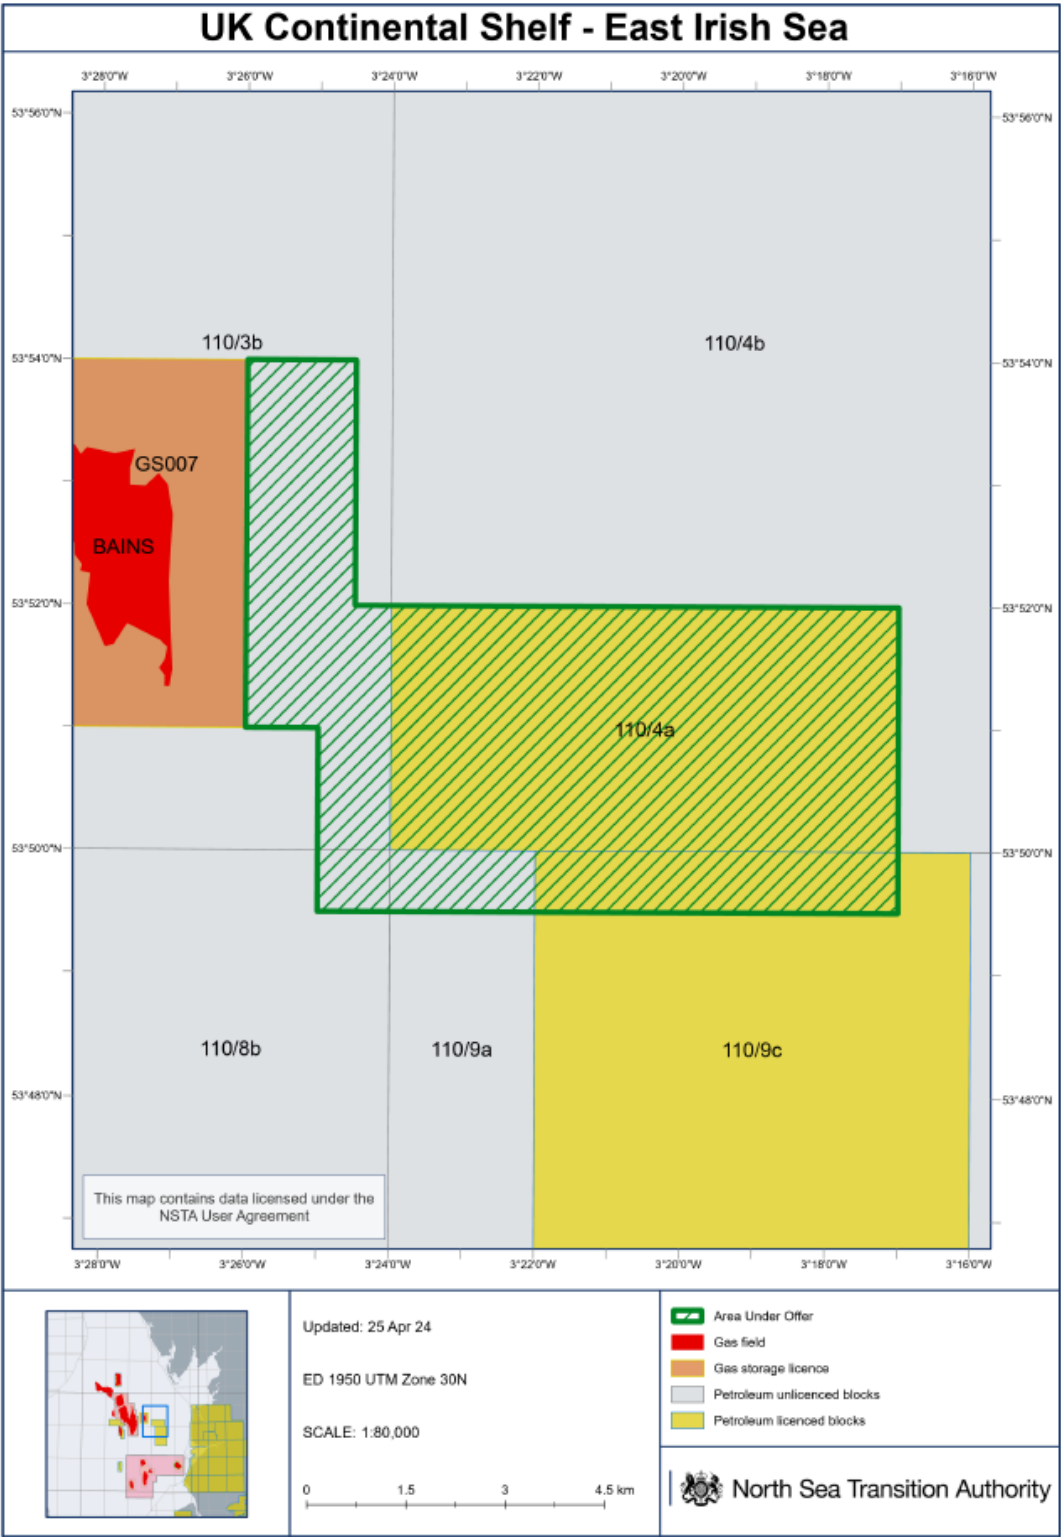 UK Continental Shelf - East Irish Sea
3°28'0"W 3°26'0"W 3°24'0"W 3°22'0"W 3°20'0"W 3°18'0"W 3°16'0"W
53°56'0"N 53°56'0"N
110/3b 110/4b
53°54'0"N 53°54'0"N
GS007
BAINS
53°52'0"N 53°52'0"N
110/4a
53°50'0"N 53°50'0"N
110/8b 110/9a 110/9c
53°48'0"N 53°48'0"N
This map contains data licensed under the
NSTA User Agreement
3°28'0"W 3°26'0"W 3°24'0"W 3°22'0"W 3°20'0"W 3°18'0"W 3°16'0"W
Updated: 25 Apr 24
ED 1950 UTM Zone 30N
SCALE: 1:80,000
0 1.5 3 4.5 km
Area Under Offer
Gas field
Gas storage licence
Petroleum unlicenced blocks
Petroleum licenced blocks
North Sea Transition Authority